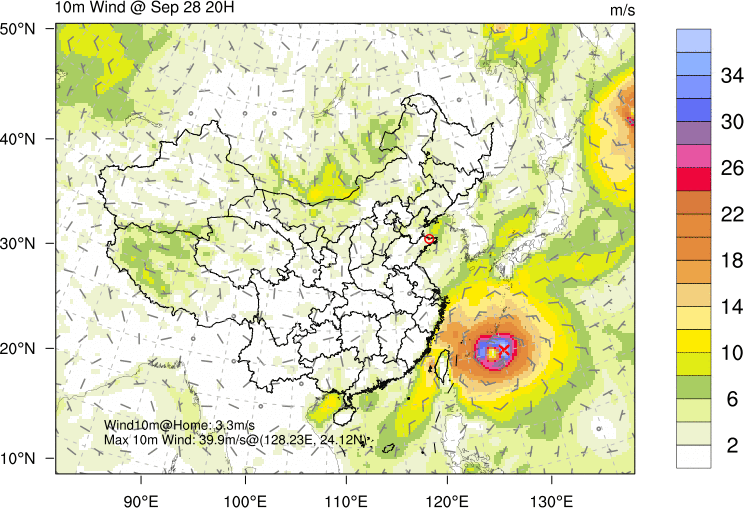 10m Wind @ Sep 28 20H
m/s
50°N
40°N
30°N
20°N
10°N
90°E
100°E
110°E
120°E
130°E
34
30
26
22
18
14
10
6
2
Wind10m@Home: 3.3m/s
Max 10m Wind: 39.9m/s@(128.23E, 24.12N)